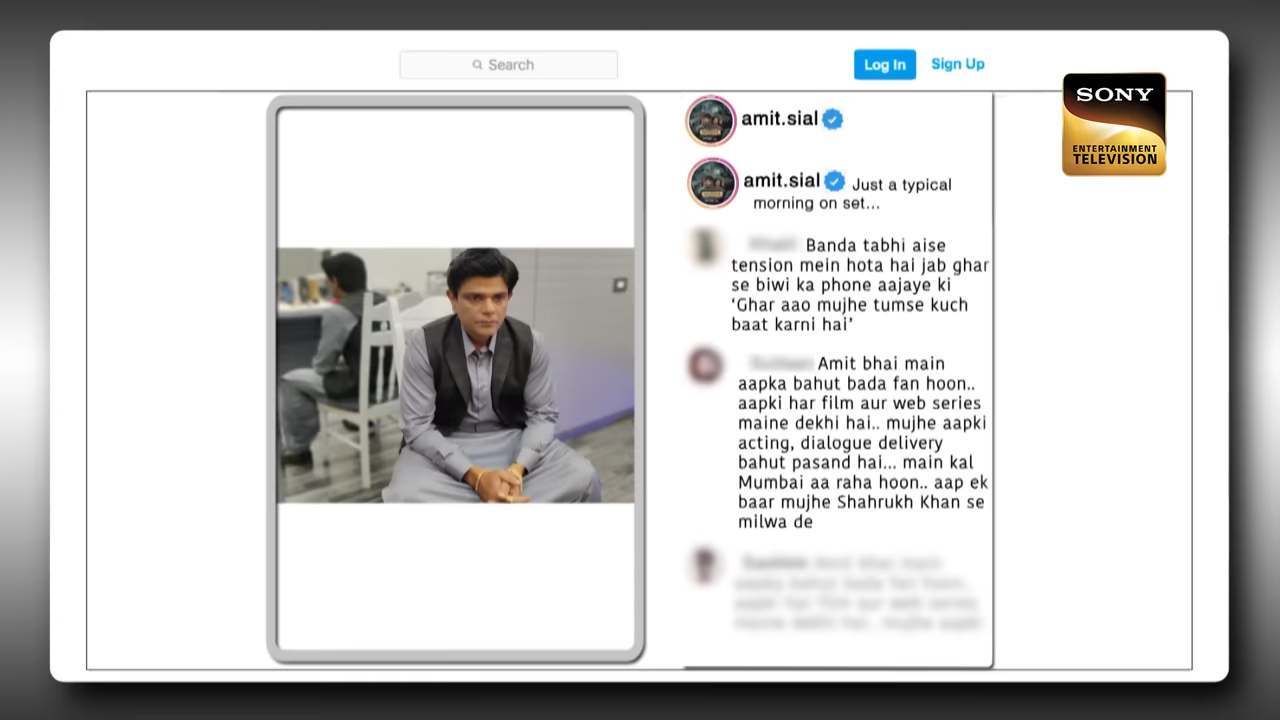 Search
Log In
Sign Up
SONY
ENTERTAINMENT
TELEVISION
amit.sial
amit.sial Just a typical
morning on set...
Banda tabhi aise
tension mein hota hai jab ghar
se biwi ka phone aajaye ki
‘Ghar aao mujhe tumse kuch
baat karni hai’
Amit bhai main
aapka bahut bada fan hoon..
aapki har film aur web series
maine dekhi hai.. mujhe aapki
acting, dialogue delivery
bahut pasand hai... main kal
Mumbai aa raha hoon.. aap ek
baar mujhe Shahrukh Khan se
milwa de